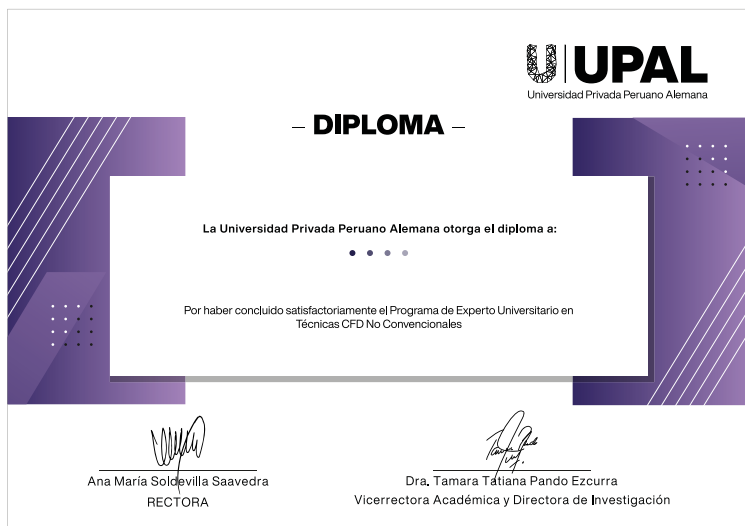 UPAL
Universidad Privada Peruano Alemana
– DIPLOMA –
La Universidad Privada Peruano Alemana otorga el diploma a:
Por haber concluido satisfactoriamente el Programa de Experto Universitario en
Técnicas CFD No Convencionales
Ana María Soldevilla Saavedra
RECTORA
Dra. Tamara Tatiana Pando Ezcurra
Vicerrectora Académica y Directora de Investigación